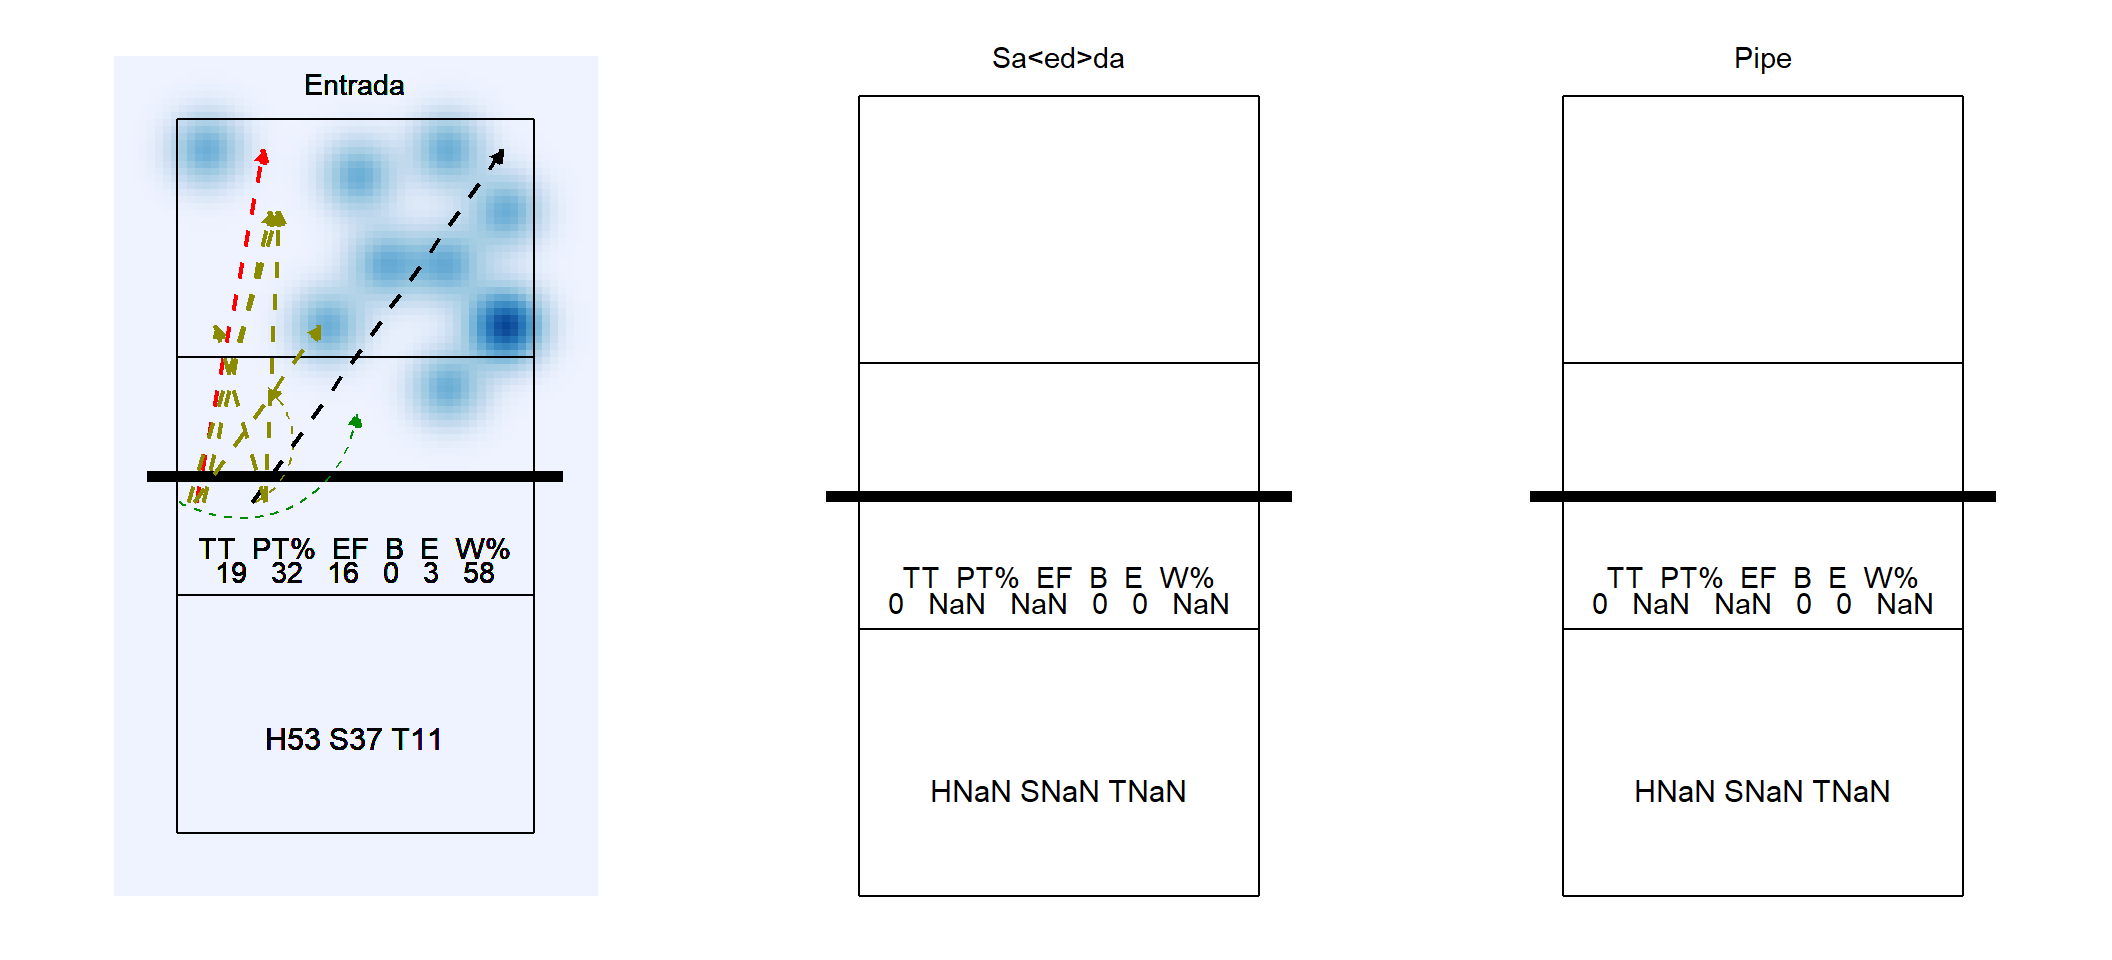 Entrada
TT PT% EF B E W%
19 32 16 0 3 58
H53 S37 T11
Sa<ed>da
TT PT% EF B E W%
0 NaN NaN 0 0 NaN
HNaN SNaN TNaN
Pipe
TT PT% EF B E W%
0 NaN NaN 0 0 NaN
HNaN SNaN TNaN